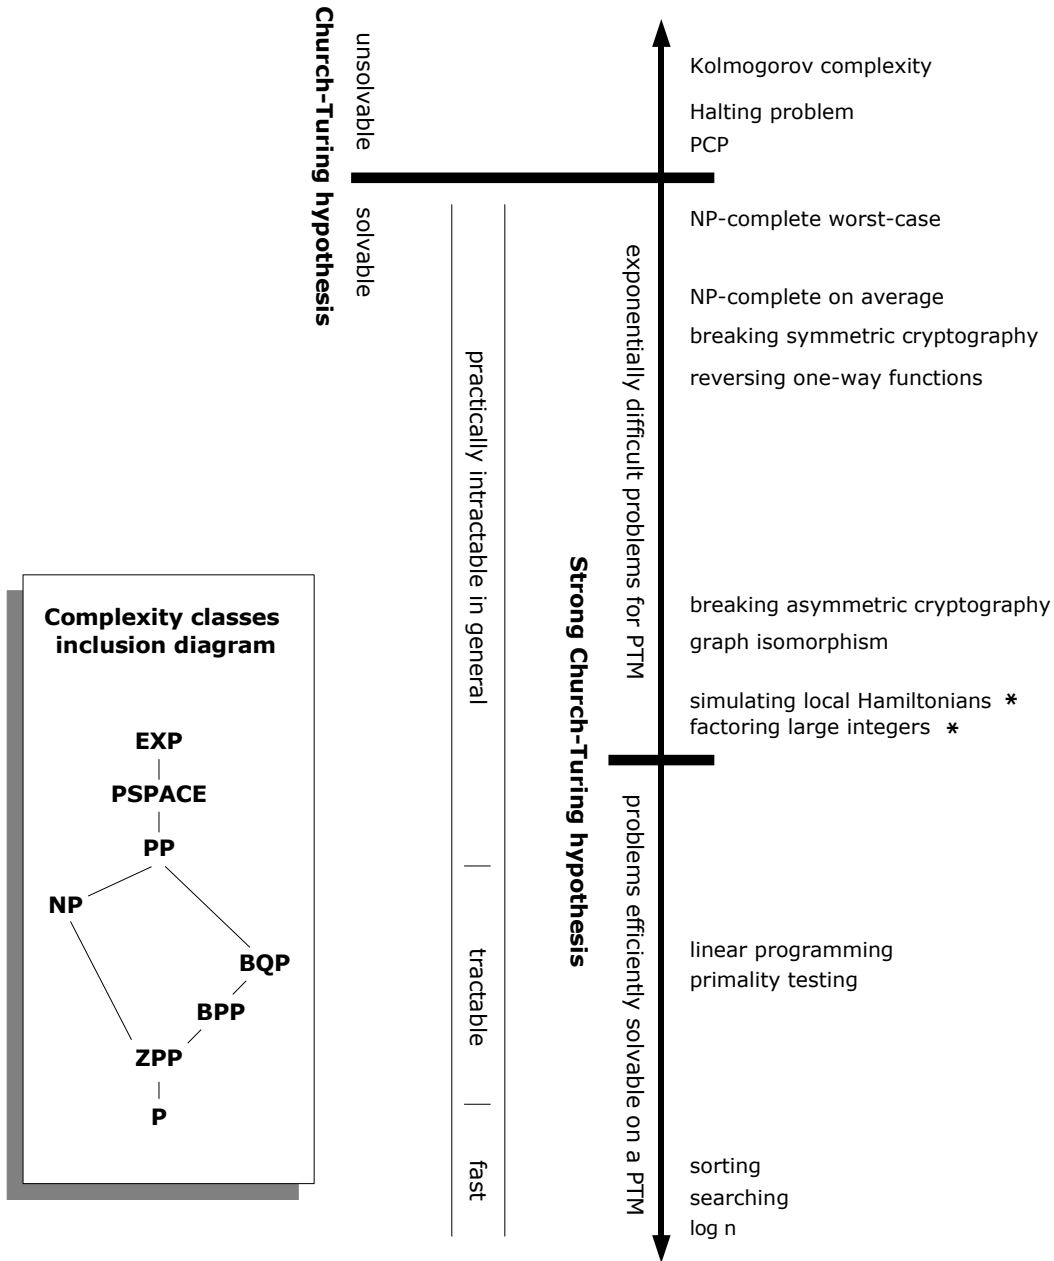 Church-Turing hypothesis
unsolvable
solvable
Kolmogorov complexity
Halting problem
PCP
NP-complete worst-case
NP-complete on average
breaking symmetric cryptography
reversing one-way functions
breaking asymmetric cryptography
graph isomorphism
simulating local Hamiltonians *
factoring large integers *
linear programming
primality testing
sorting
searching
log n
exponentially difficult problems for PTM
problems efficiently solvable on a PTM
Strong Church-Turing hypothesis
practically intractable in general
tractable
fast
Complexity classes
inclusion diagram
EXP
PSPACE
PP
NP
BQP
BPP
ZPP
P